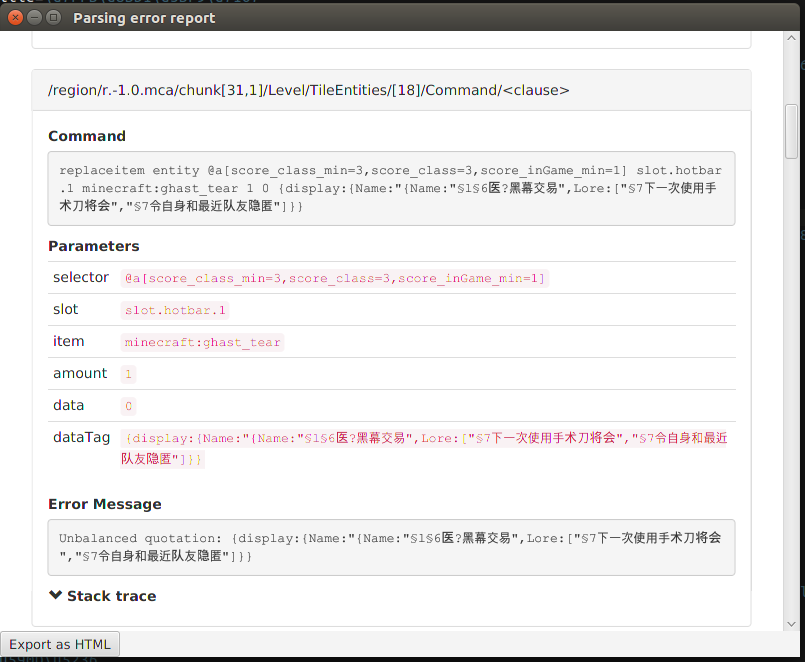 Parsing error report
/region/r.-1.0.mca/chunk[31,1]/Level/TileEntities/[18]/Command/<clause>
Command
replaceitem entity @a[score_class_min=3,score_class=3,score_inGame_min=1] slot.hotbar
.1 minecraft:ghast_tear 1 0 {display:{Name:"{Name:"§1§6医?黑幕交易",Lore:["§7下一次使用手
术刀将会","§7令自身和最近队友隐匿"]}}
Parameters
selector @a[score_class_min=3,score_class=3,score_inGame_min=1]
slot slot.hotbar.1
item minecraft:ghast_tear
amount 1
data 0
dataTag {display:{Name:"{Name:"§1§6医?黑幕交易",Lore:["§7下一次使用手术刀将会","§7令自身和最近
队友隐匿"]}}
Error Message
Unbalanced quotation: {display:{Name:"{Name:"§1§6医?黑幕交易",Lore:["§7下一次使用手术刀将会
","§7令自身和最近队友隐匿"]}}
Stack trace
Export as HTML